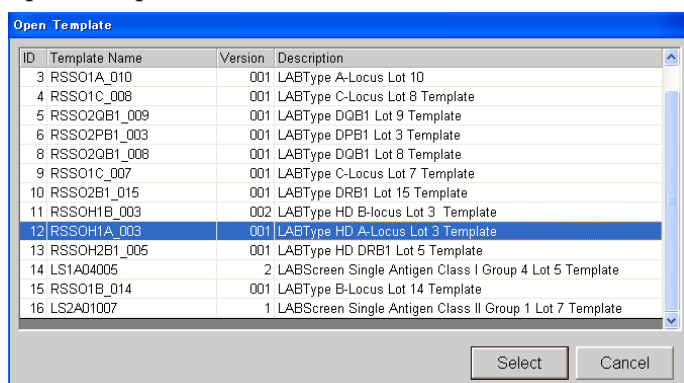 Open Template
ID Template Name Version Description
3 RSSO1A_010 001 LABType A-Locus Lot 10
4 RSSO1C_008 001 LABType C-Locus Lot 8 Template
5 RSSO2QB1_009 001 LABType DQB1 Lot 9 Template
6 RSSO2PB1_003 001 LABType DPB1 Lot 3 Template
8 RSSO2QB1_008 001 LABType DQB1 Lot 8 Template
9 RSSO1C_007 001 LABType C-Locus Lot 7 Template
10 RSSO2B1_015 001 LABType DRB1 Lot 15 Template
11 RSSOH1B_003 002 LABType HD B-locus Lot 3 Template
12 RSSOH1A_003 001 LABType HD A-Locus Lot 3 Template
13 RSSOH2B1_005 001 LABType HD DRB1 Lot 5 Template
14 LS1A04005 2 LABScreen Single Antigen Class I Group 4 Lot 5 Template
15 RSSO1B_014 001 LABType B-Locus Lot 14 Template
16 LS2A01007 1 LABScreen Single Antigen Class II Group 1 Lot 7 Template
Select Cancel